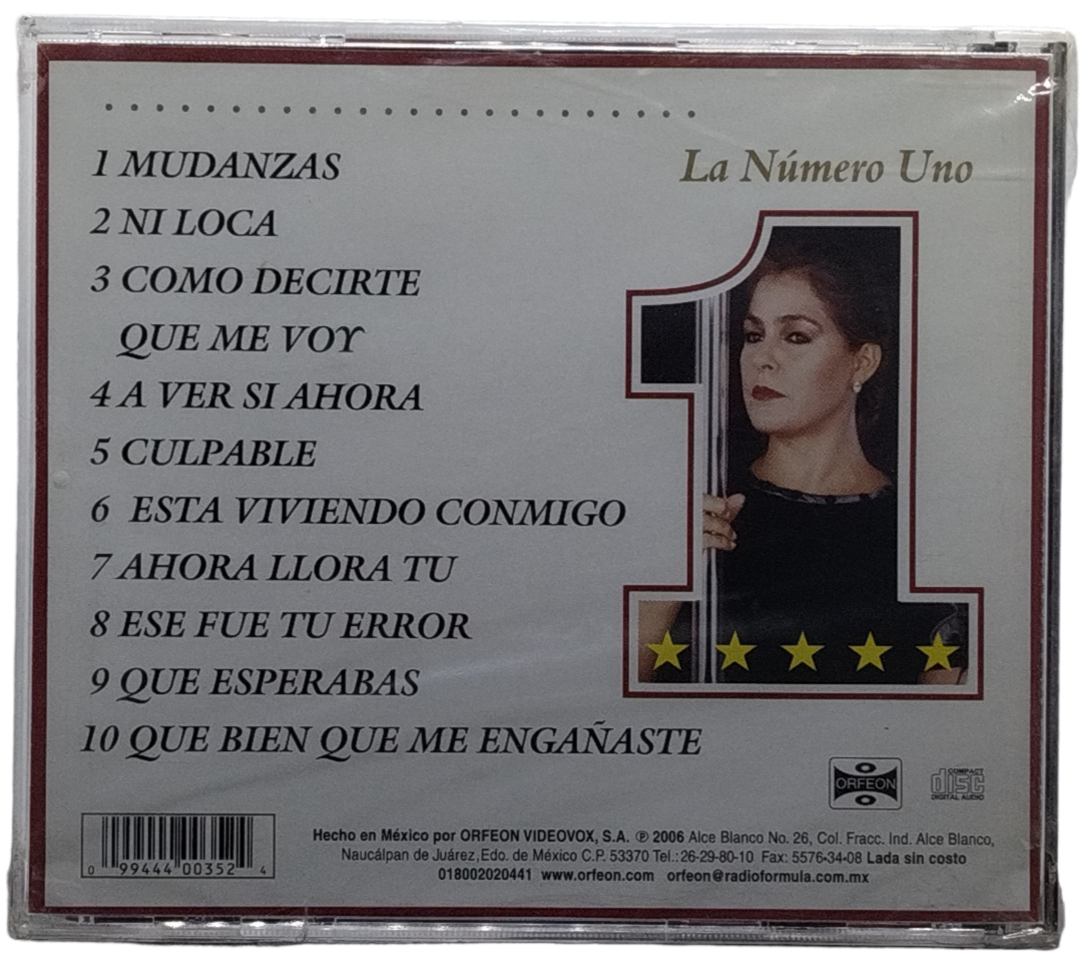 La Número Uno
1 MUDANZAS
2 NI LOCA
3 COMO DECIRTE
QUE ME VOY
4 A VER SI AHORA
5 CULPABLE
6 ESTA VIVIENDO CONMIGO
7 AHORA LLORA TU
8 ESE FUE TU ERROR
9 QUE ESPERABAS
10 QUE BIEN QUE ME ENGAÑASTE
ORFEON
COMPACT
disc
DIGITAL AUDIO
0 99444 00352 4
Hecho en México por ORFEON VIDEOVOX, S.A. ℗ 2006 Alce Blanco No. 26, Col. Fracc. Ind. Alce Blanco,
Naucálpan de Juárez, Edo. de México C.P. 53370 Tel.: 26-29-80-10 Fax: 5576-34-08 Lada sin costo
018002020441 www.orfeon.com orfeon@radioformula.com.mx